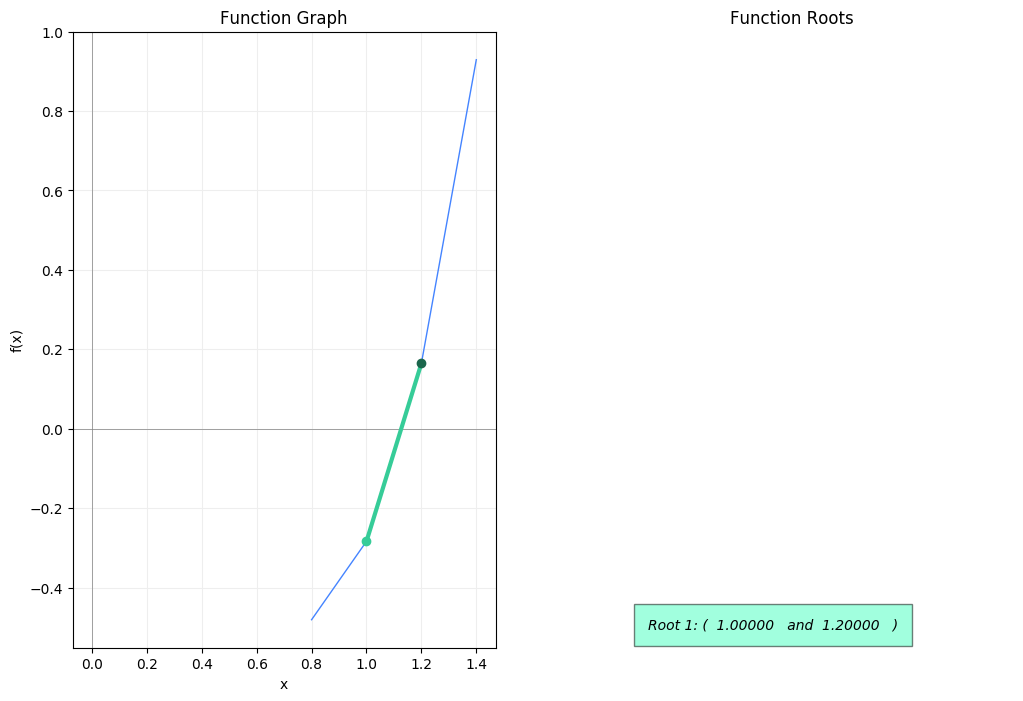 Function Graph
1.0
0.8
0.6
0.4
0.2
0.0
−0.2
−0.4
f(x)
0.0 0.2 0.4 0.6 0.8 1.0 1.2 1.4
x
Function Roots
Root 1: ( 1.00000 and 1.20000 )